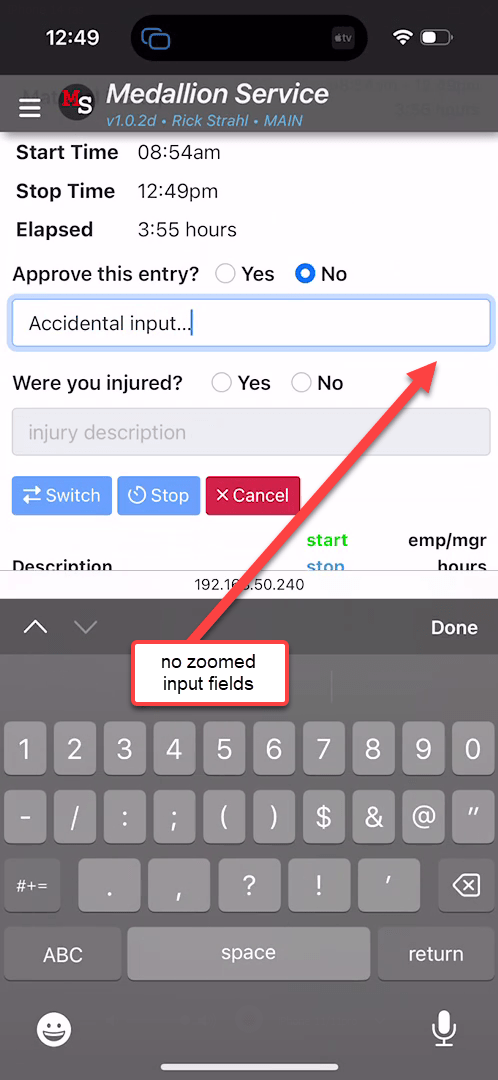 12:49
tv
MS Medallion Service
v1.0.2d • Rick Strahl • MAIN
Start Time 08:54am
Stop Time 12:49pm
Elapsed 3:55 hours
Approve this entry? Yes No
Accidental input...
Were you injured? Yes No
injury description
Switch Stop × Cancel
start emp/mgr
Description stop hours
192.168.50.240
Done
no zoomed
input fields
1 2 3 4 5 6 7 8 9 0
- / : ; ( ) $ & @ "
#+= . , ? ! ’
ABC space return